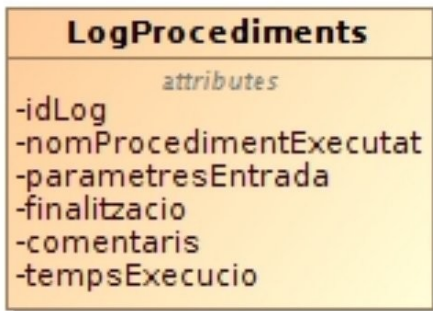 LogProcediments
attributes
-idLog
-nomProcedimentExecutat
-parametresEntrada
-finalitzacio
-comentaris
-tempsExecucio